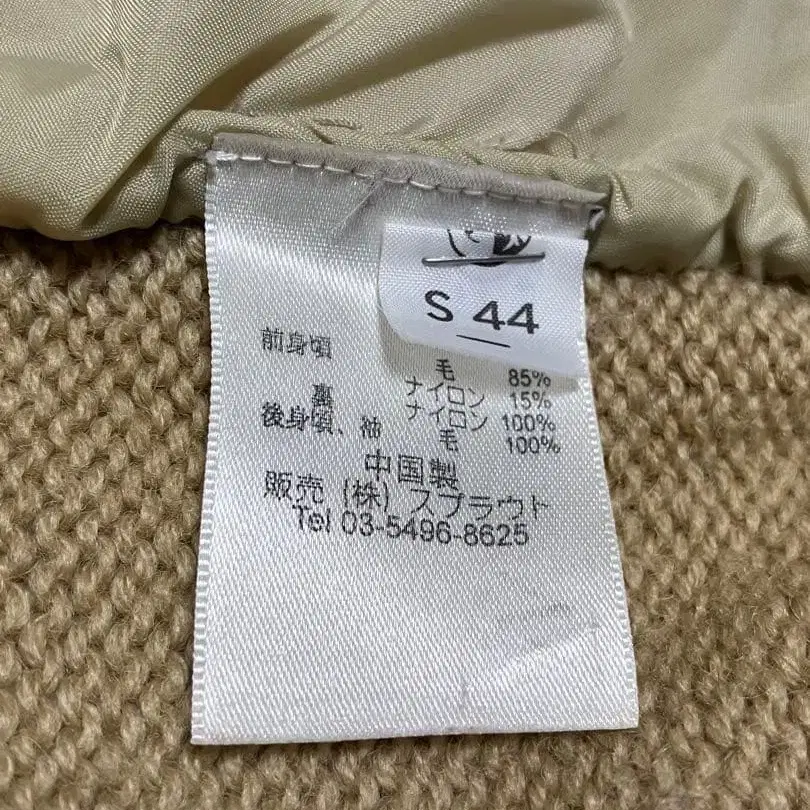 S 44
前身頃 毛 85%
ナイロン 15%
裏 ナイロン 100%
後身頃、袖 毛 100%
中国製
販売 (株) スプラウト
Tel 03-5496-8625